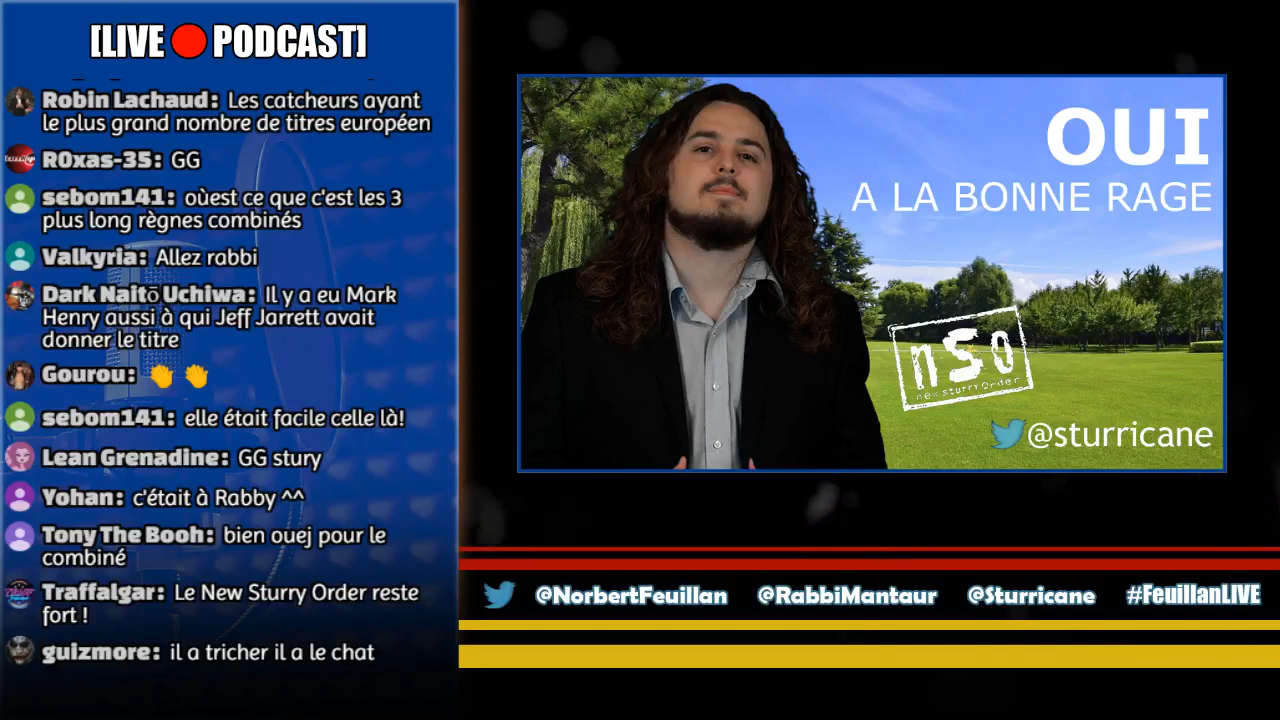 [LIVE PODCAST]
Robin Lachaud: Les catcheurs ayant
le plus grand nombre de titres européen
R0xas-35: GG
sebom141: oùest ce que c'est les 3
plus long règnes combinés
Valkyria: Allez rabbi
Dark Naitō Uchiwa: Il y a eu Mark
Henry aussi à qui Jeff Jarrett avait
donner le titre
Gourou: 👏 👏
sebom141: elle était facile celle là!
Lean Grenadine: GG stury
Yohan: c'était à Rabby ^^
Tony The Booh: bien ouej pour le
combiné
Traffalgar: Le New Sturry Order reste
fort !
guizmore: il a tricher il a le chat
OUI
A LA BONNE RAGE
nSo
new sturry Order
@sturricane
@NorbertFeuillan @RabbiMantaur @Sturricane #FeuillanLIVE